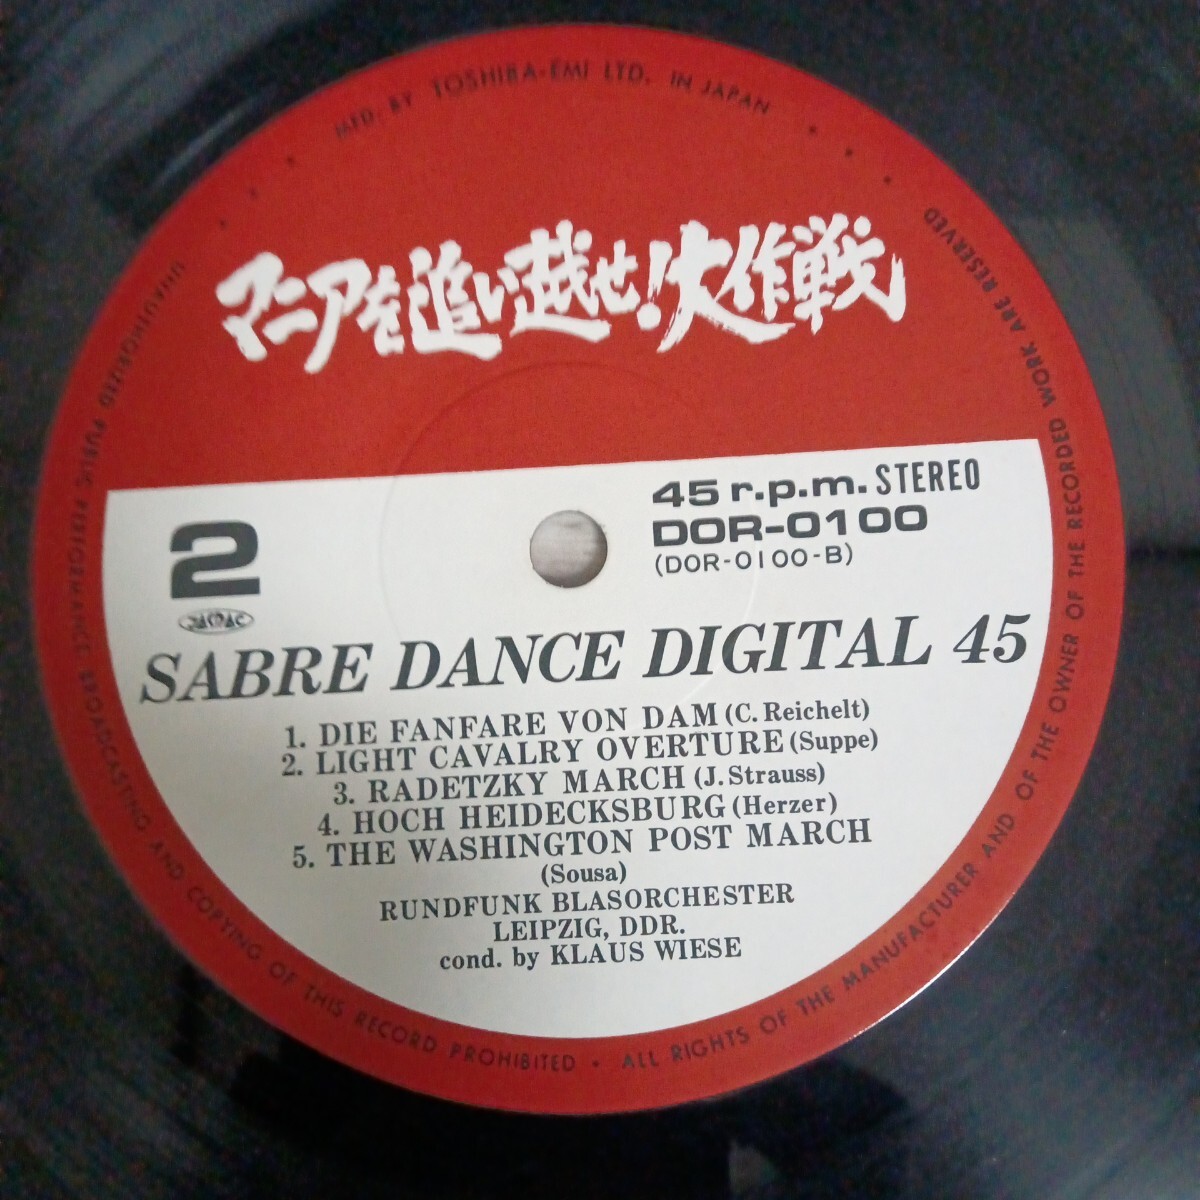 MFD. BY TOSHIBA-EMI LTD. IN JAPAN
マニアを追い越せ!大作戦
45 r.p.m. STEREO
DOR-0100
(DOR-0100-B)
2
JASRAC
SABRE DANCE DIGITAL 45
1. DIE FANFARE VON DAM (C. Reichelt)
2. LIGHT CAVALRY OVERTURE (Suppe)
3. RADETZKY MARCH (J. Strauss)
4. HOCH HEIDECKSBURG (Herzer)
5. THE WASHINGTON POST MARCH
(Sousa)
RUNDFUNK BLASORCHESTER
LEIPZIG, DDR.
cond. by KLAUS WIESE
UNAUTHORIZED PUBLIC PERFORMANCE BROADCASTING AND COPYING OF THIS RECORD PROHIBITED • ALL RIGHTS OF THE MANUFACTURER AND OF THE OWNER OF THE RECORDED WORK ARE RESERVED